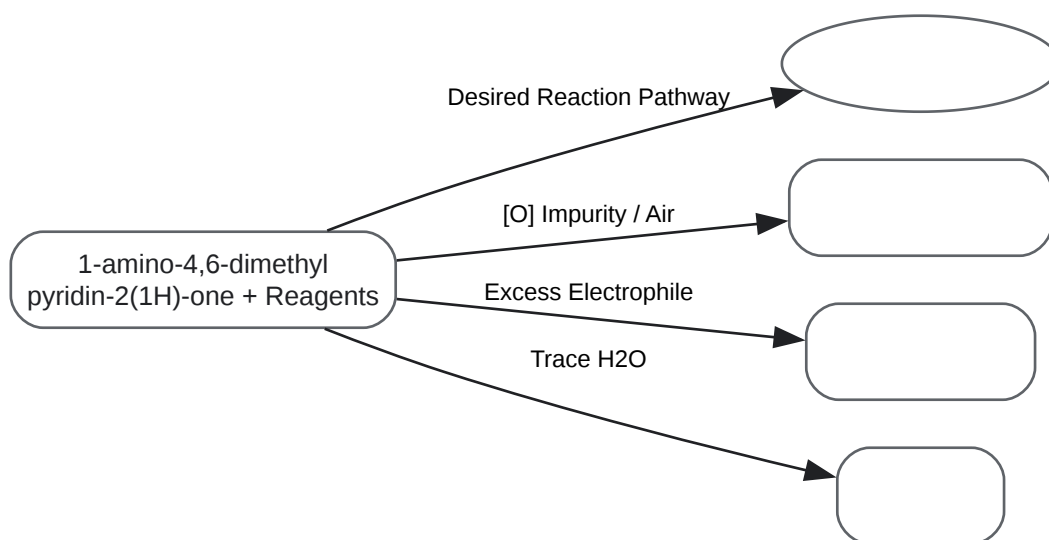 Desired Reaction Pathway
[O] Impurity / Air
1-amino-4,6-dimethyl
pyridin-2(1H)-one + Reagents
Excess Electrophile
Trace H2O